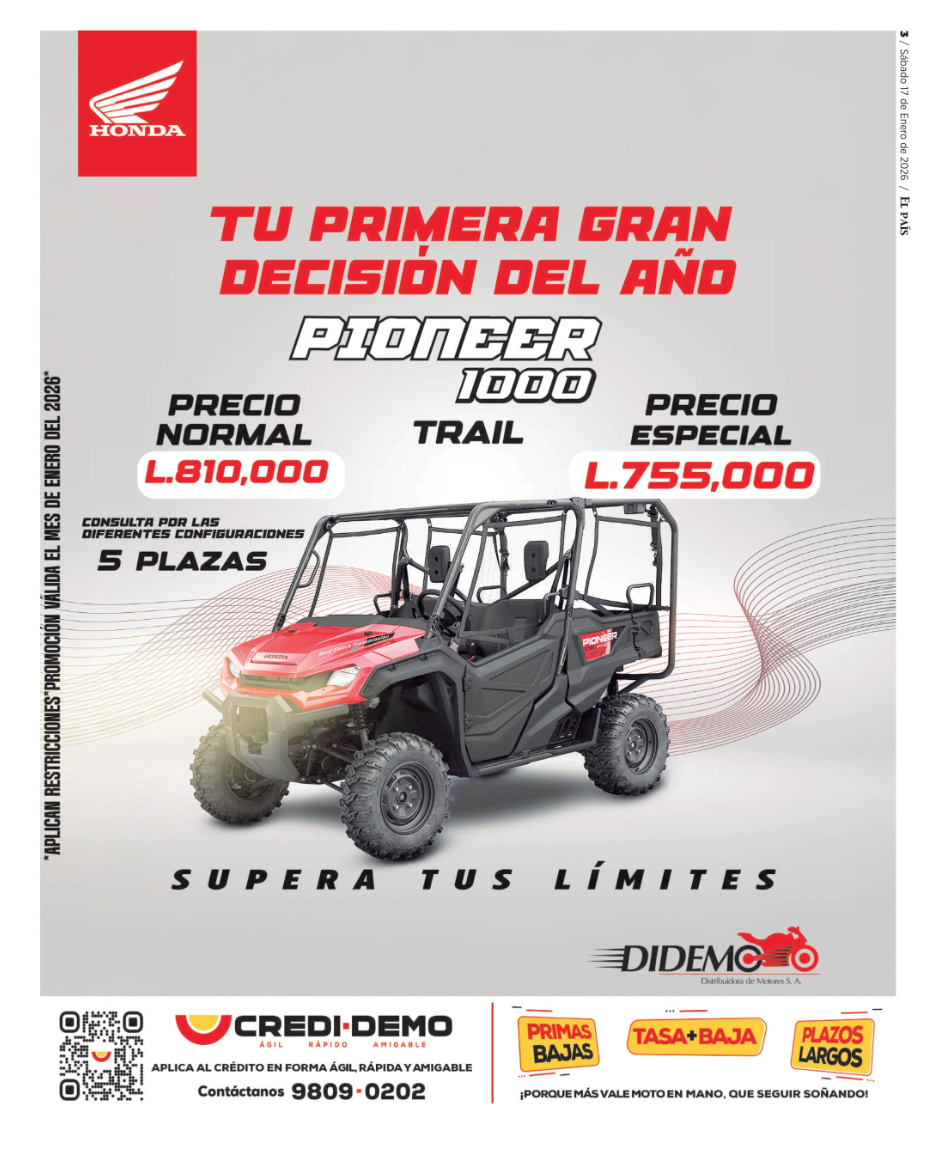 3 / Sábado 17 de Enero de 2026 / EL PAÍS
HONDA
TU PRIMERA GRAN
DECISIÓN DEL AÑO
PIONEER
1000
TRAIL
PRECIO
NORMAL
L.810,000
PRECIO
ESPECIAL
L.755,000
CONSULTA POR LAS
DIFERENTES CONFIGURACIONES
5 PLAZAS
*APLICAN RESTRICCIONES*PROMOCIÓN VÁLIDA EL MES DE ENERO DEL 2026*
HONDA
Dual Clutch Transmission
PIONEER
SUPERA TUS LÍMITES
DIDEMO
Distribuidora de Motores S. A.
CREDI-DEMO
ÁGIL RÁPIDO AMIGABLE
APLICA AL CRÉDITO EN FORMA ÁGIL, RÁPIDA Y AMIGABLE
Contáctanos 9809-0202
PRIMAS
BAJAS
TASA+BAJA
PLAZOS
LARGOS
¡PORQUE MÁS VALE MOTO EN MANO, QUE SEGUIR SOÑANDO!